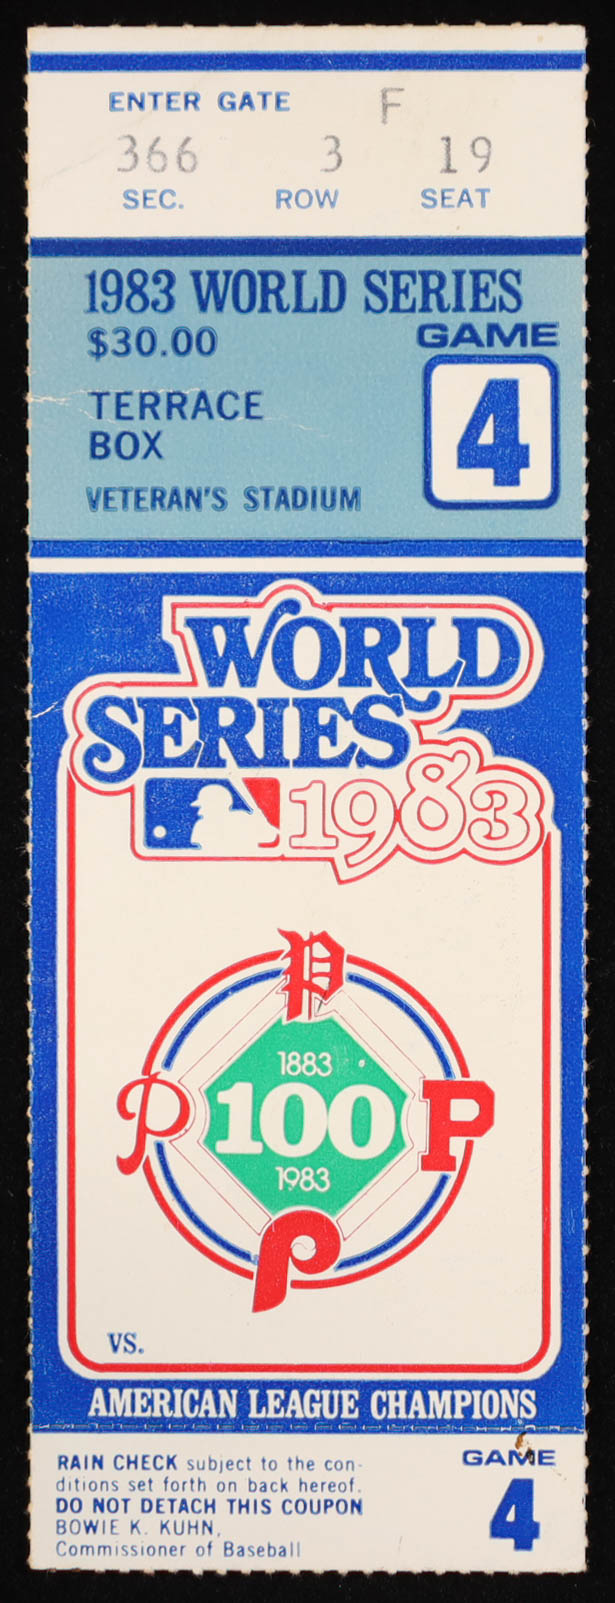 ENTER GATE F
366 3 19
SEC. ROW SEAT
1983 WORLD SERIES
$30.00 GAME
4
TERRACE
BOX
VETERAN'S STADIUM
WORLD
SERIES
1983
P
1883
P 100 P
1983
P
VS.
AMERICAN LEAGUE CHAMPIONS
RAIN CHECK subject to the con-
ditions set forth on back hereof.
DO NOT DETACH THIS COUPON
BOWIE K. KUHN,
Commissioner of Baseball
GAME
4